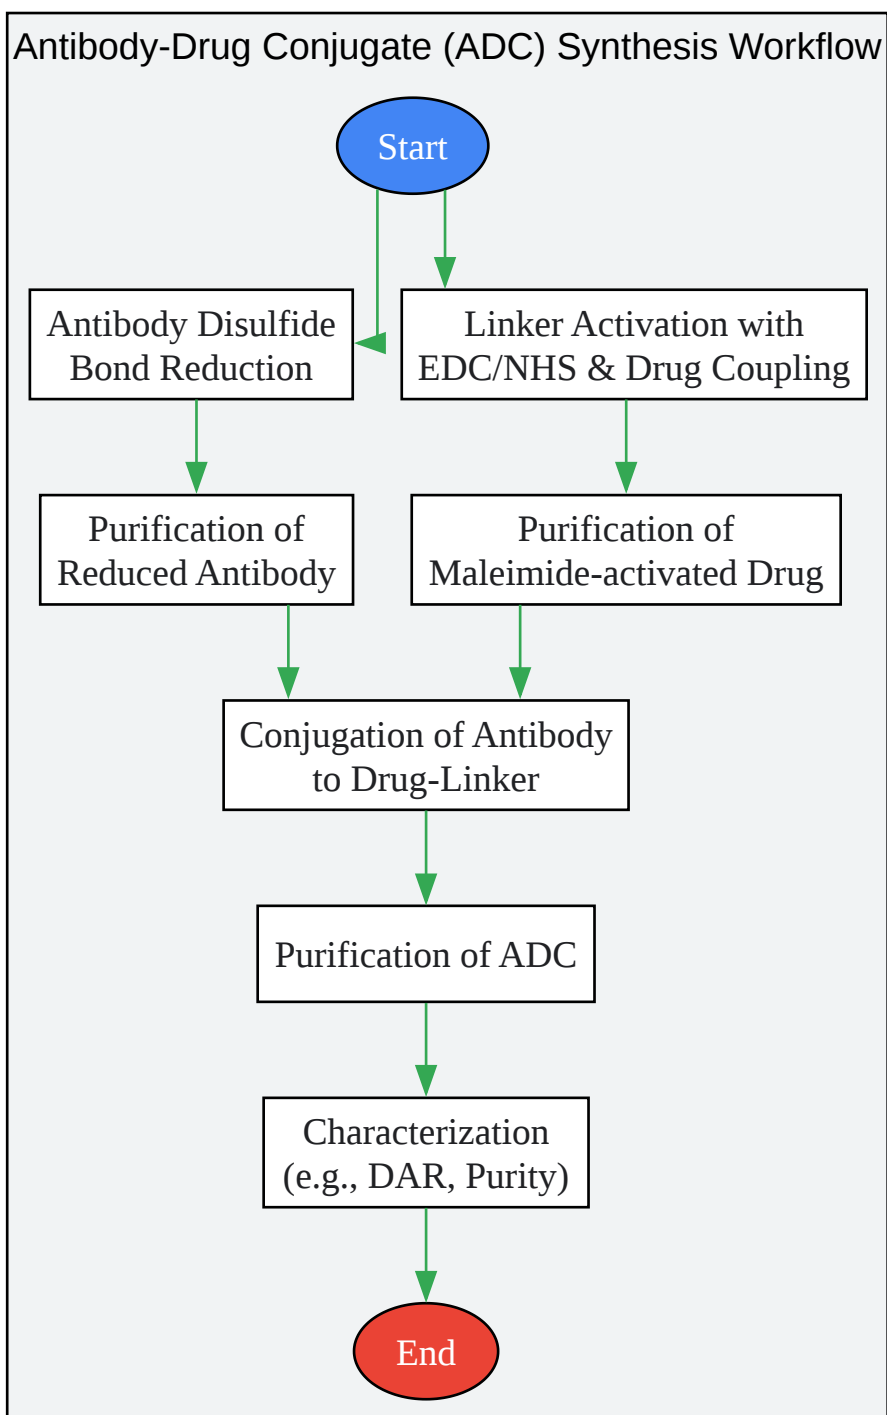 Antibody-Drug Conjugate (ADC) Synthesis Workflow
Start
Antibody Disulfide
Bond Reduction
Linker Activation with
EDC/NHS & Drug Coupling
Purification of
Reduced Antibody
Purification of
Maleimide-activated Drug
Conjugation of Antibody
to Drug-Linker
Purification of ADC
Characterization
(e.g., DAR, Purity)
End